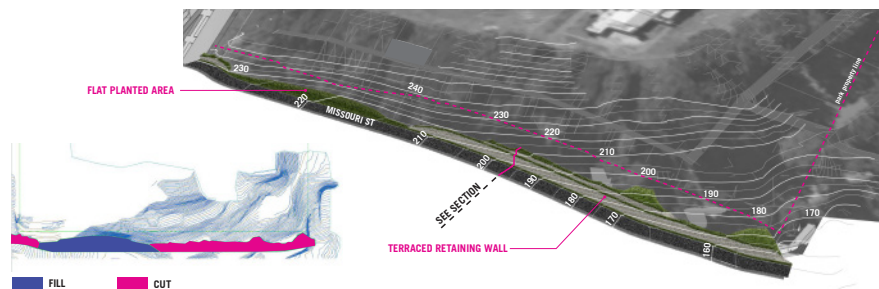 FLAT PLANTED AREA
230
220
240
MISSOURI ST
230
210
220
200
210
190
200
180
190
170
180
170
160
park property line
SEE SECTION
TERRACED RETAINING WALL
FILL
CUT